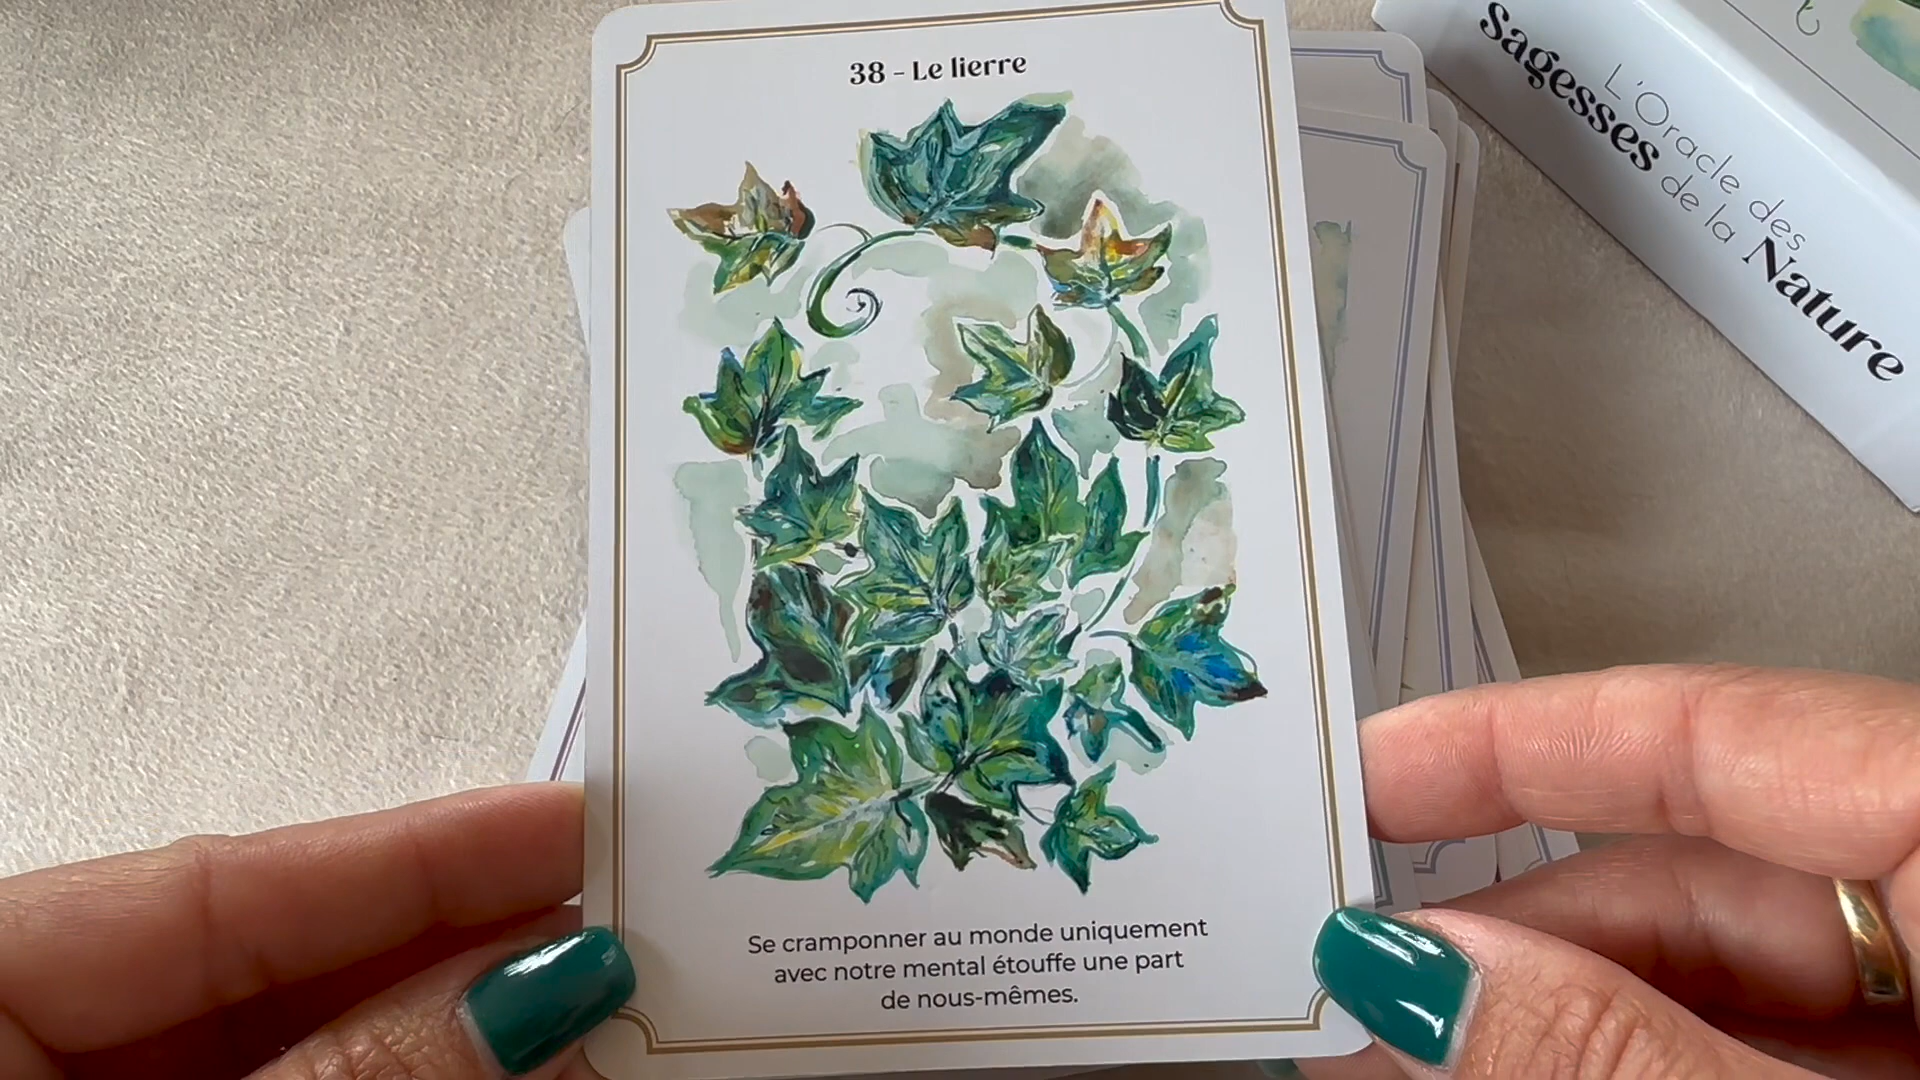 38 - Le lierre
Se cramponner au monde uniquement
avec notre mental étouffe une part
de nous-mêmes.
L'Oracle des
Sagesses de la Nature